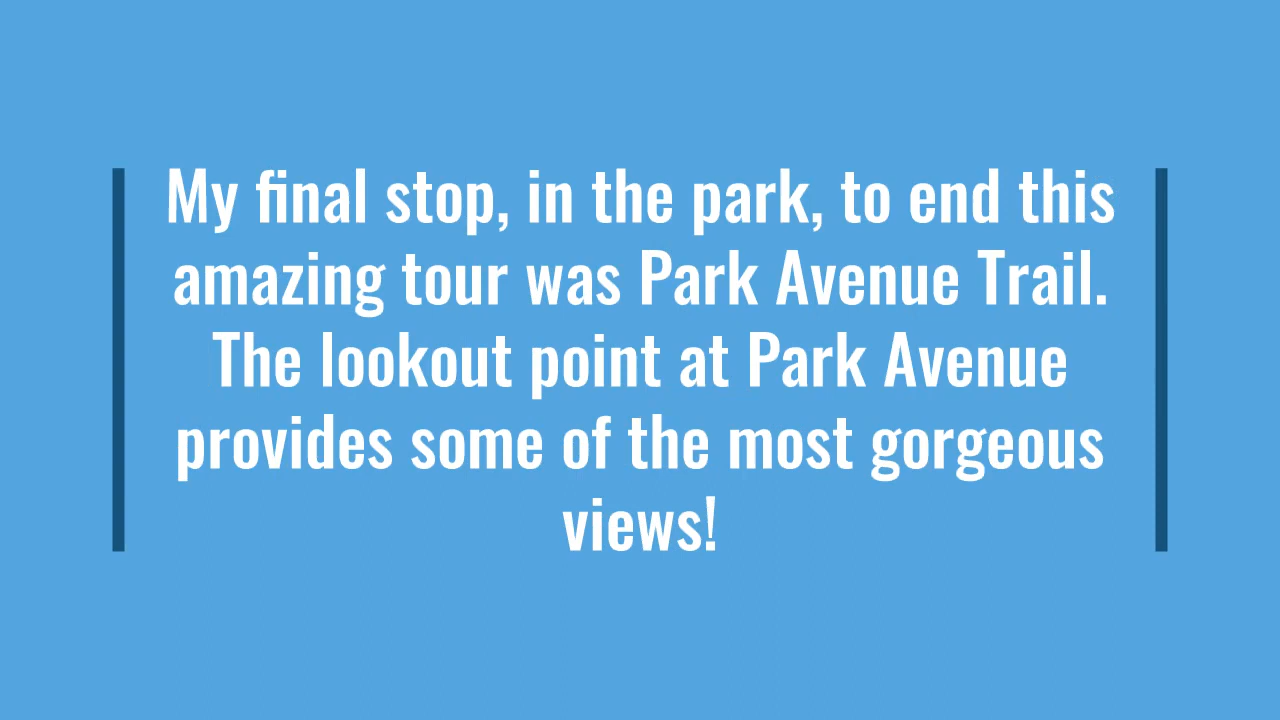 My final stop, in the park, to end this
amazing tour was Park Avenue Trail.
The lookout point at Park Avenue
provides some of the most gorgeous
views!